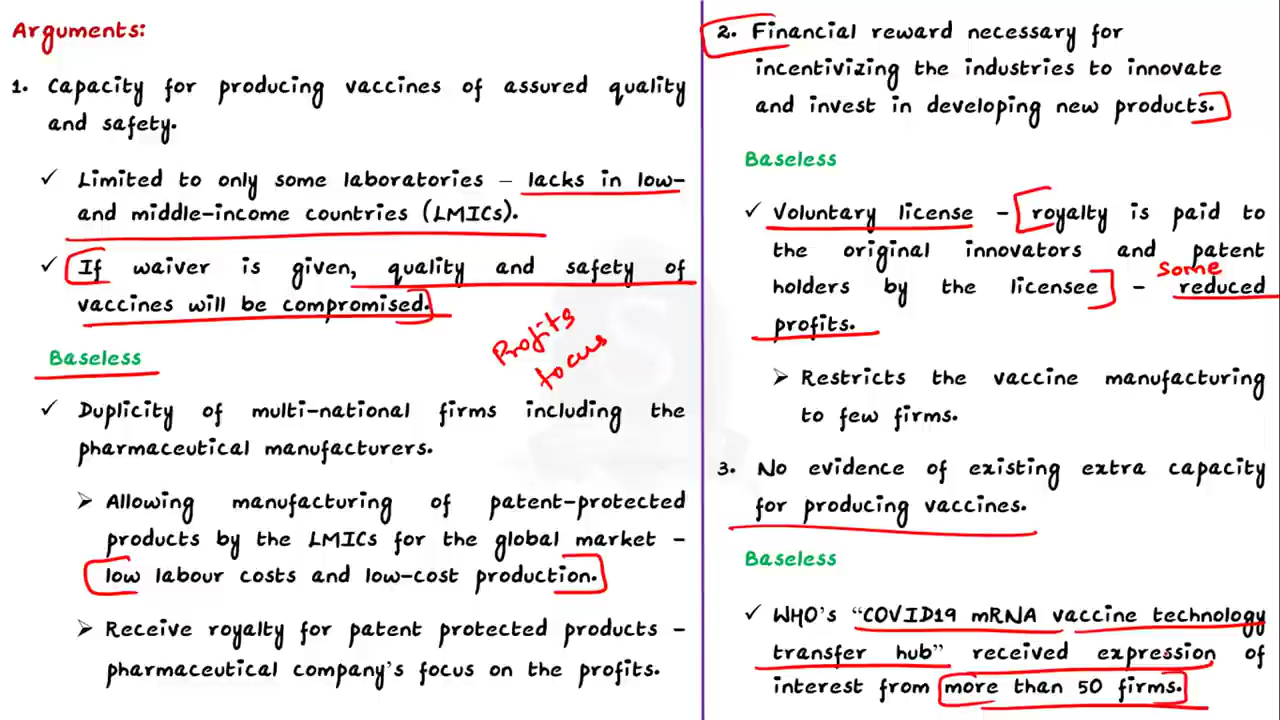 Arguments:
1. Capacity for producing vaccines of assured quality
and safety.
✓ Limited to only some laboratories – lacks in low-
and middle-income countries (LMICs).
✓ If waiver is given, quality and safety of
vaccines will be compromised.
Profits
focus
Baseless
✓ Duplicity of multi-national firms including the
pharmaceutical manufacturers.
➢ Allowing manufacturing of patent-protected
products by the LMICs for the global market –
low labour costs and low-cost production.
➢ Receive royalty for patent protected products –
pharmaceutical company's focus on the profits.
2. Financial reward necessary for
incentivizing the industries to innovate
and invest in developing new products.
Baseless
✓ Voluntary license – royalty is paid to
the original innovators and patent
some
holders by the licensee – reduced
profits.
➢ Restricts the vaccine manufacturing
to few firms.
3. No evidence of existing extra capacity
for producing vaccines.
Baseless
✓ WHO's “COVID19 mRNA vaccine technology
transfer hub” received expression of
interest from more than 50 firms.